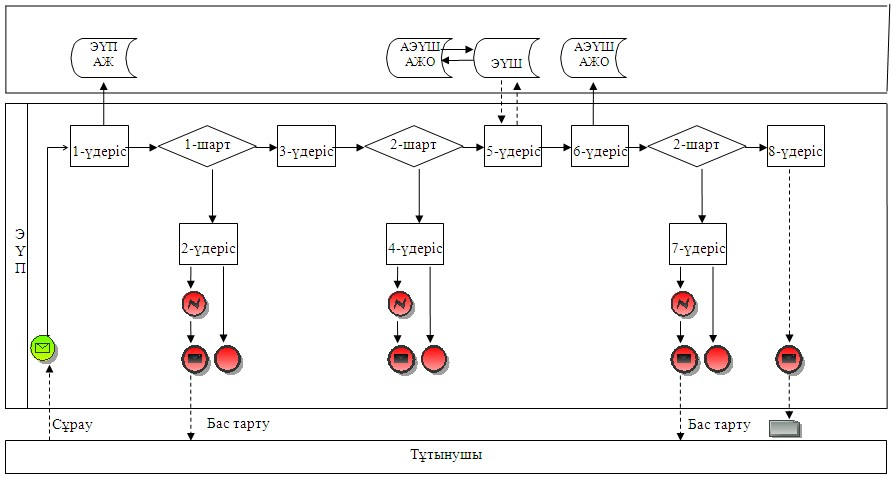 ЭҮП
АЖ
АЭҮШ
АЖО
ЭҮШ
АЭҮШ
АЖО
1-үдеріс
1-шарт
3-үдеріс
2-шарт
5-үдеріс
6-үдеріс
2-шарт
8-үдеріс
2-үдеріс
4-үдеріс
7-үдеріс
Э
Ү
П
Сұрау
Бас тарту
Бас тарту
Тұтынушы